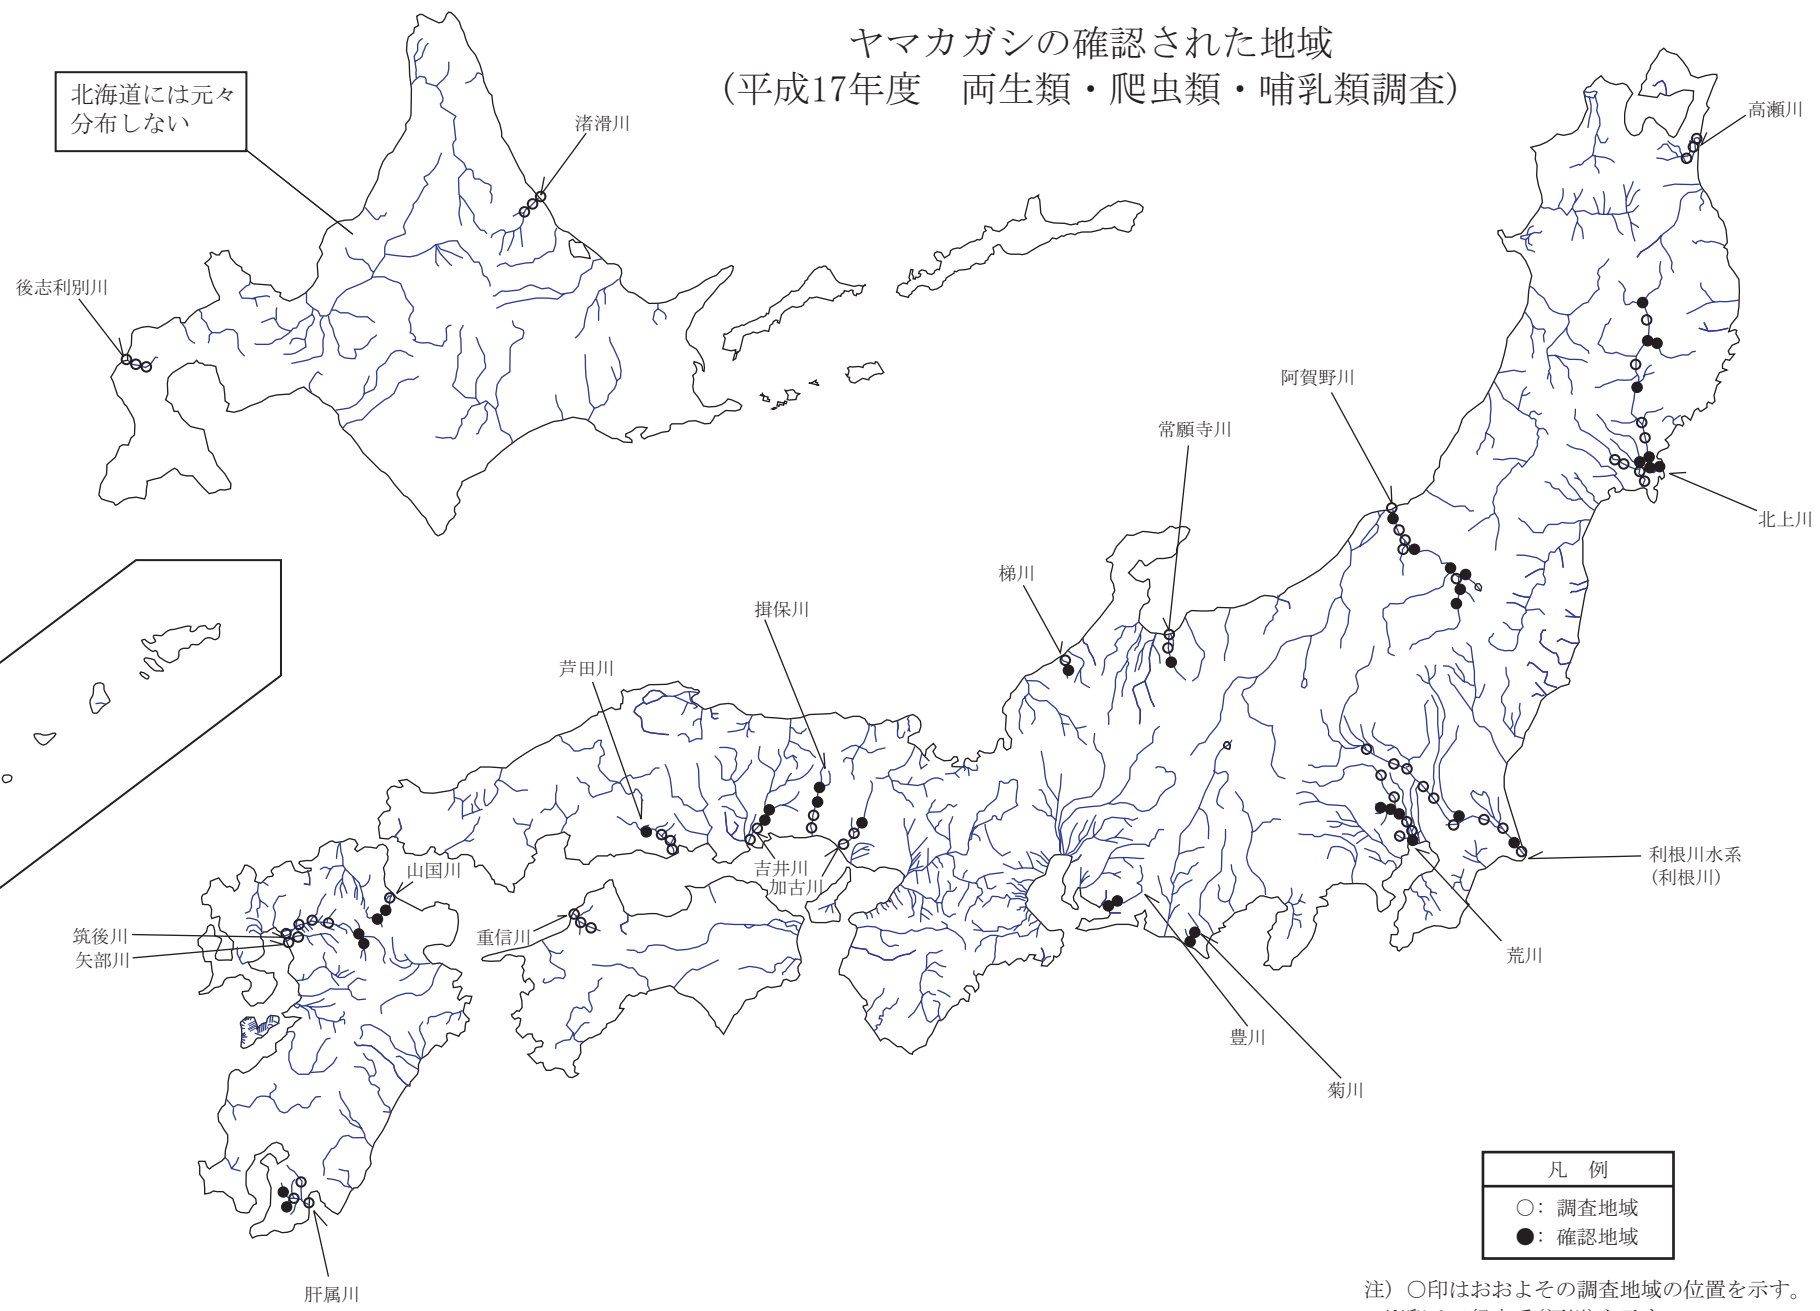 ヤマカガシの確認された地域
(平成17年度　両生類・爬虫類・哺乳類調査)
北海道には元々
分布しない
渚滑川
高瀬川
後志利別川
阿賀野川
常願寺川
北上川
梯川
揖保川
芦田川
吉井川
加古川
山国川
利根川水系
(利根川)
重信川
筑後川
矢部川
荒川
豊川
菊川
肝属川
凡　例
○: 調査地域
●: 確認地域
注) ○印はおおよその調査地域の位置を示す。